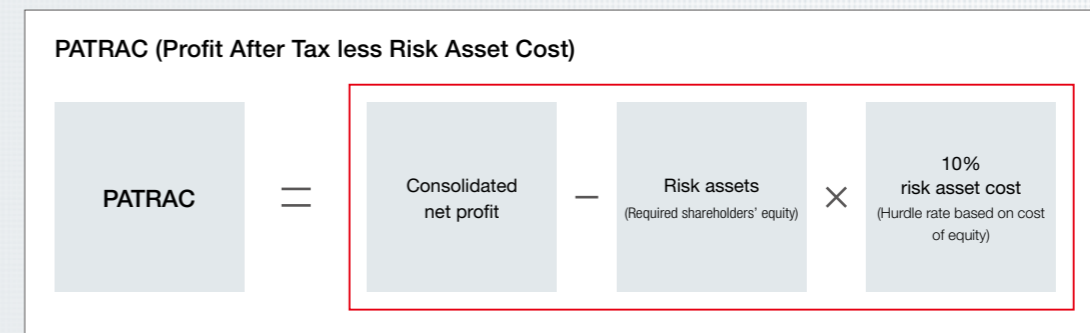 PATRAC (Profit After Tax less Risk Asset Cost)
PATRAC
=
Consolidated
net profit
−
Risk assets
(Required shareholders' equity)
×
10%
risk asset cost
(Hurdle rate based on cost
of equity)